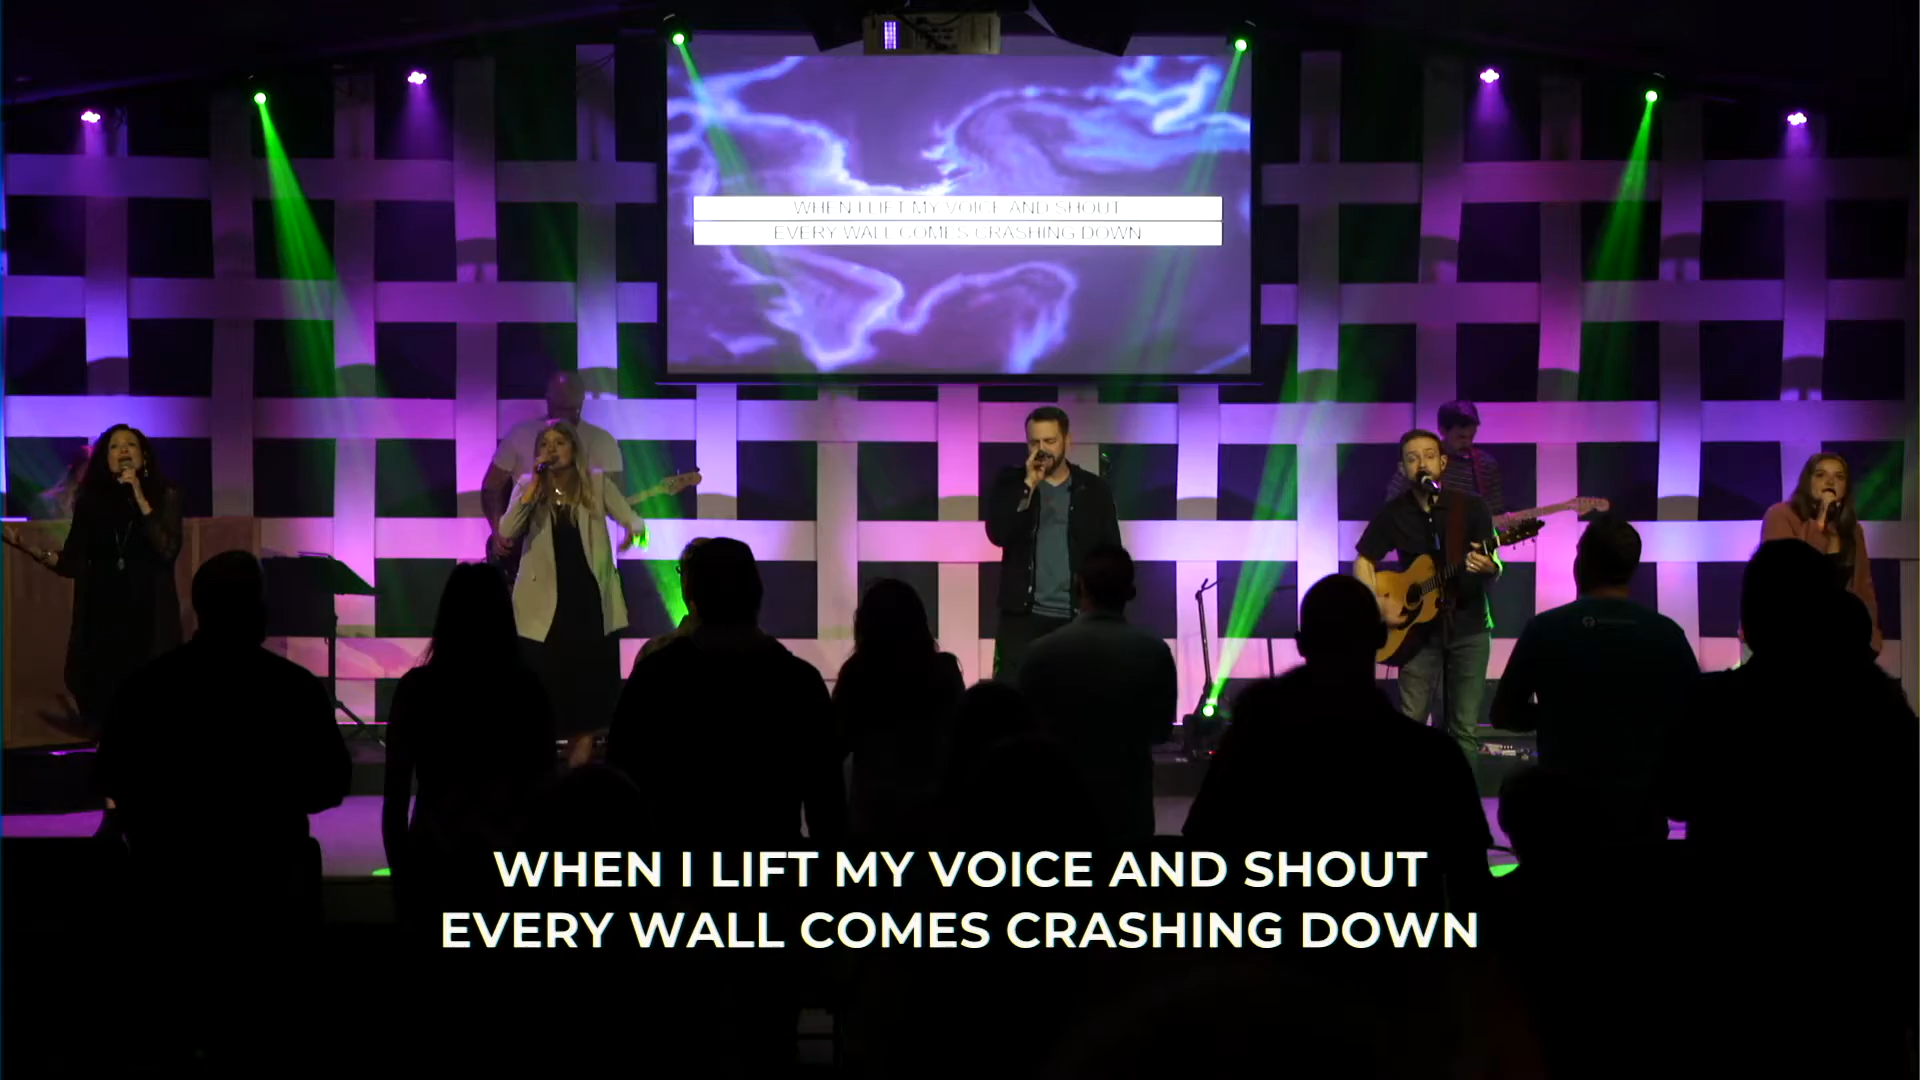 WHEN I LIFT MY VOICE AND SHOUT
EVERY WALL COMES CRASHING DOWN
WHEN I LIFT MY VOICE AND SHOUT
EVERY WALL COMES CRASHING DOWN